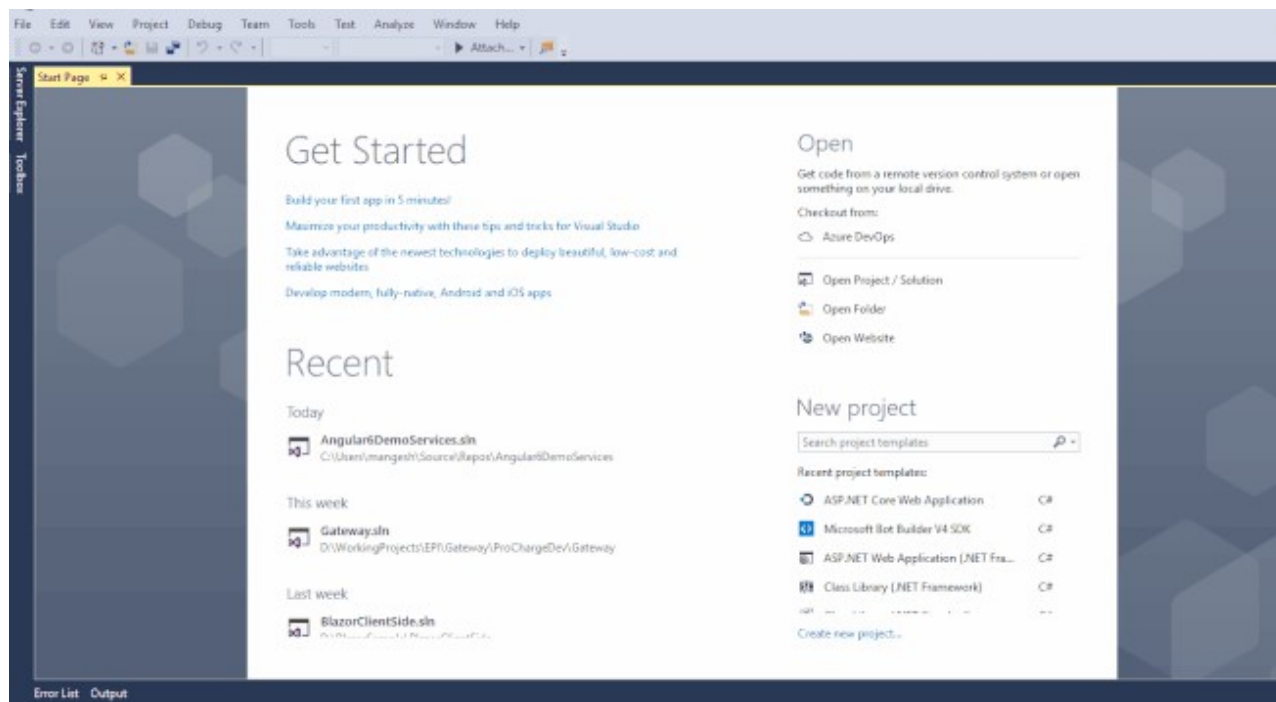 File Edit View Project Debug Team Tools Test Analyze Window Help
Attach...
Server Explorer
Toolbox
Start Page
Get Started
Build your first app in 5 minutes!
Maximize your productivity with these tips and tricks for Visual Studio
Take advantage of the newest technologies to deploy beautiful, low-cost and
reliable websites
Develop modern, fully-native, Android and iOS apps
Recent
Today
Angular6DemoServices.sln
C:\Users\mangesh\Source\Repos\Angular6DemoServices
This week
Gateway.sln
D:\WorkingProjects\EPI\Gateway\ProChargeDev\Gateway
Last week
BlazorClientSide.sln
Open
Get code from a remote version control system or open
something on your local drive.
Checkout from:
Azure DevOps
Open Project / Solution
Open Folder
Open Website
New project
Search project templates
Recent project templates:
ASP.NET Core Web Application C#
Microsoft Bot Builder V4 SDK C#
ASP.NET Web Application (.NET Fra... C#
Class Library (.NET Framework) C#
Create new project...
Error List Output